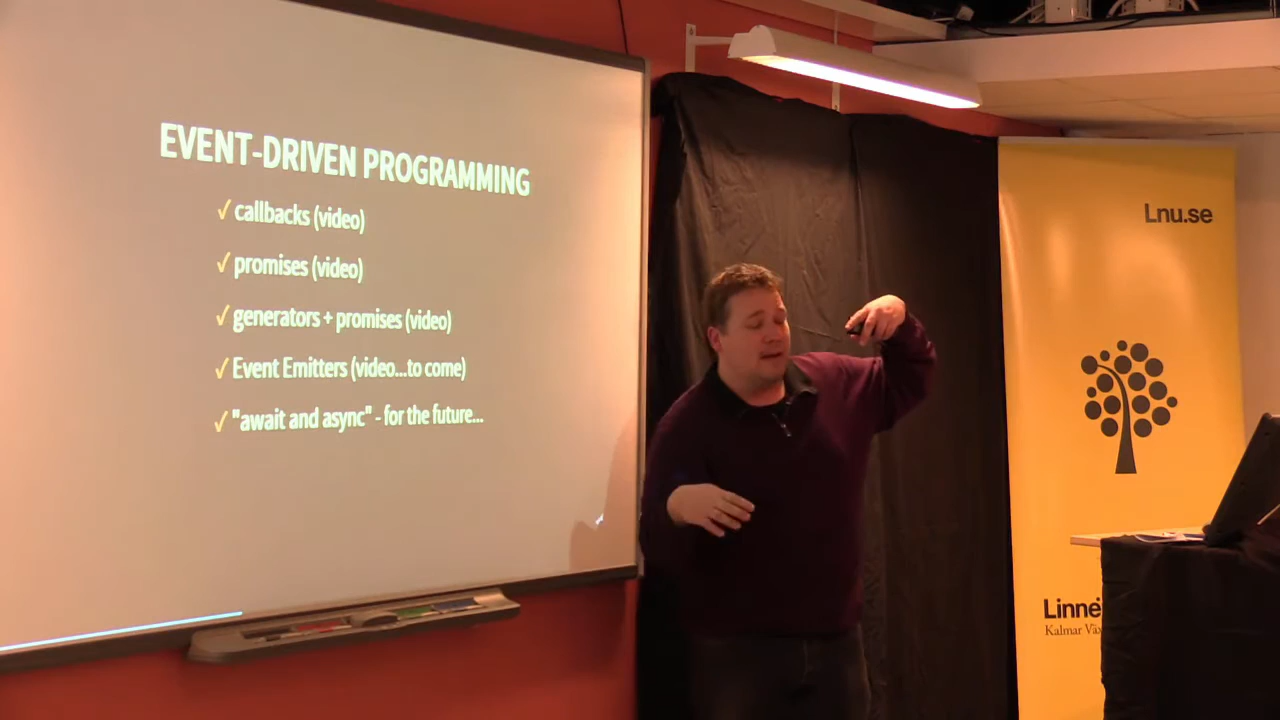 EVENT-DRIVEN PROGRAMMING
✓ callbacks (video)
✓ promises (video)
✓ generators + promises (video)
✓ Event Emitters (video...to come)
✓ "await and async" - for the future...
Lnu.se
Kalmar